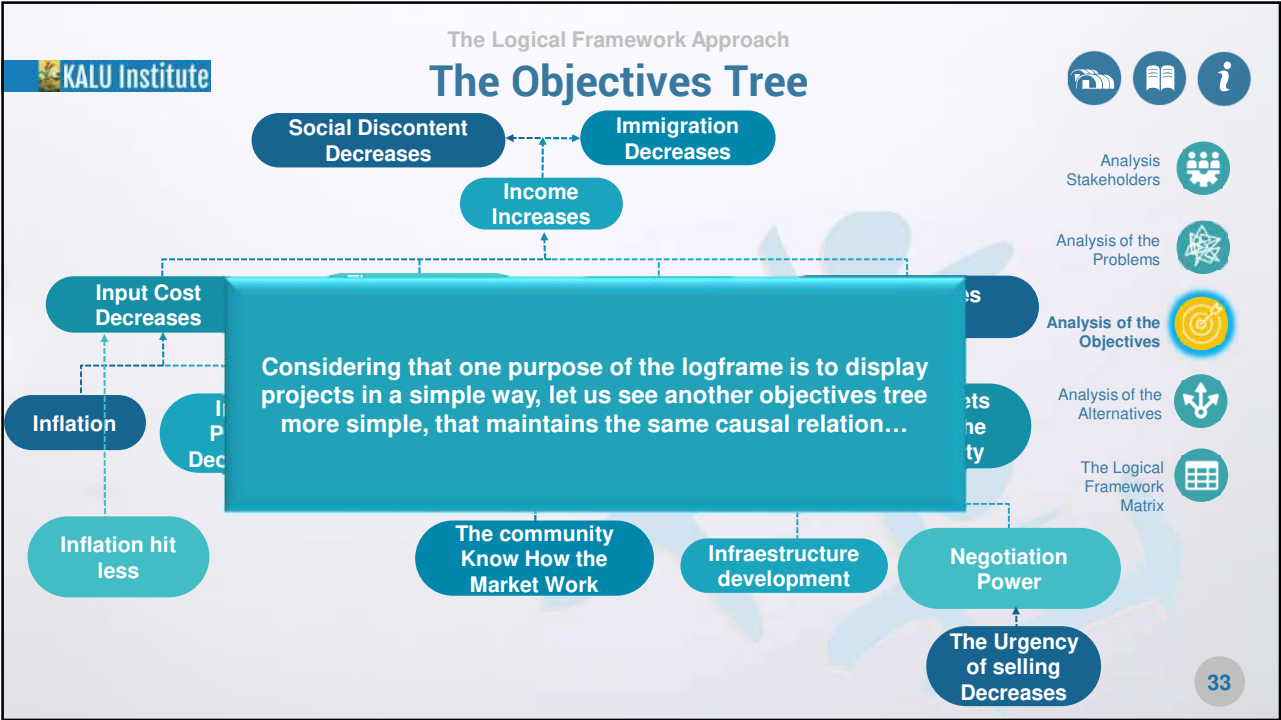 The Logical Framework Approach
KALU Institute
The Objectives Tree
Social Discontent
Decreases
Immigration
Decreases
Income
Increases
Input Cost
Decreases
Considering that one purpose of the logframe is to display
projects in a simple way, let us see another objectives tree
more simple, that maintains the same causal relation…
Inflation
Inflation hit
less
The community
Know How the
Market Work
Infraestructure
development
Negotiation
Power
The Urgency
of selling
Decreases
Analysis
Stakeholders
Analysis of the
Problems
Analysis of the
Objectives
Analysis of the
Alternatives
The Logical
Framework
Matrix
33